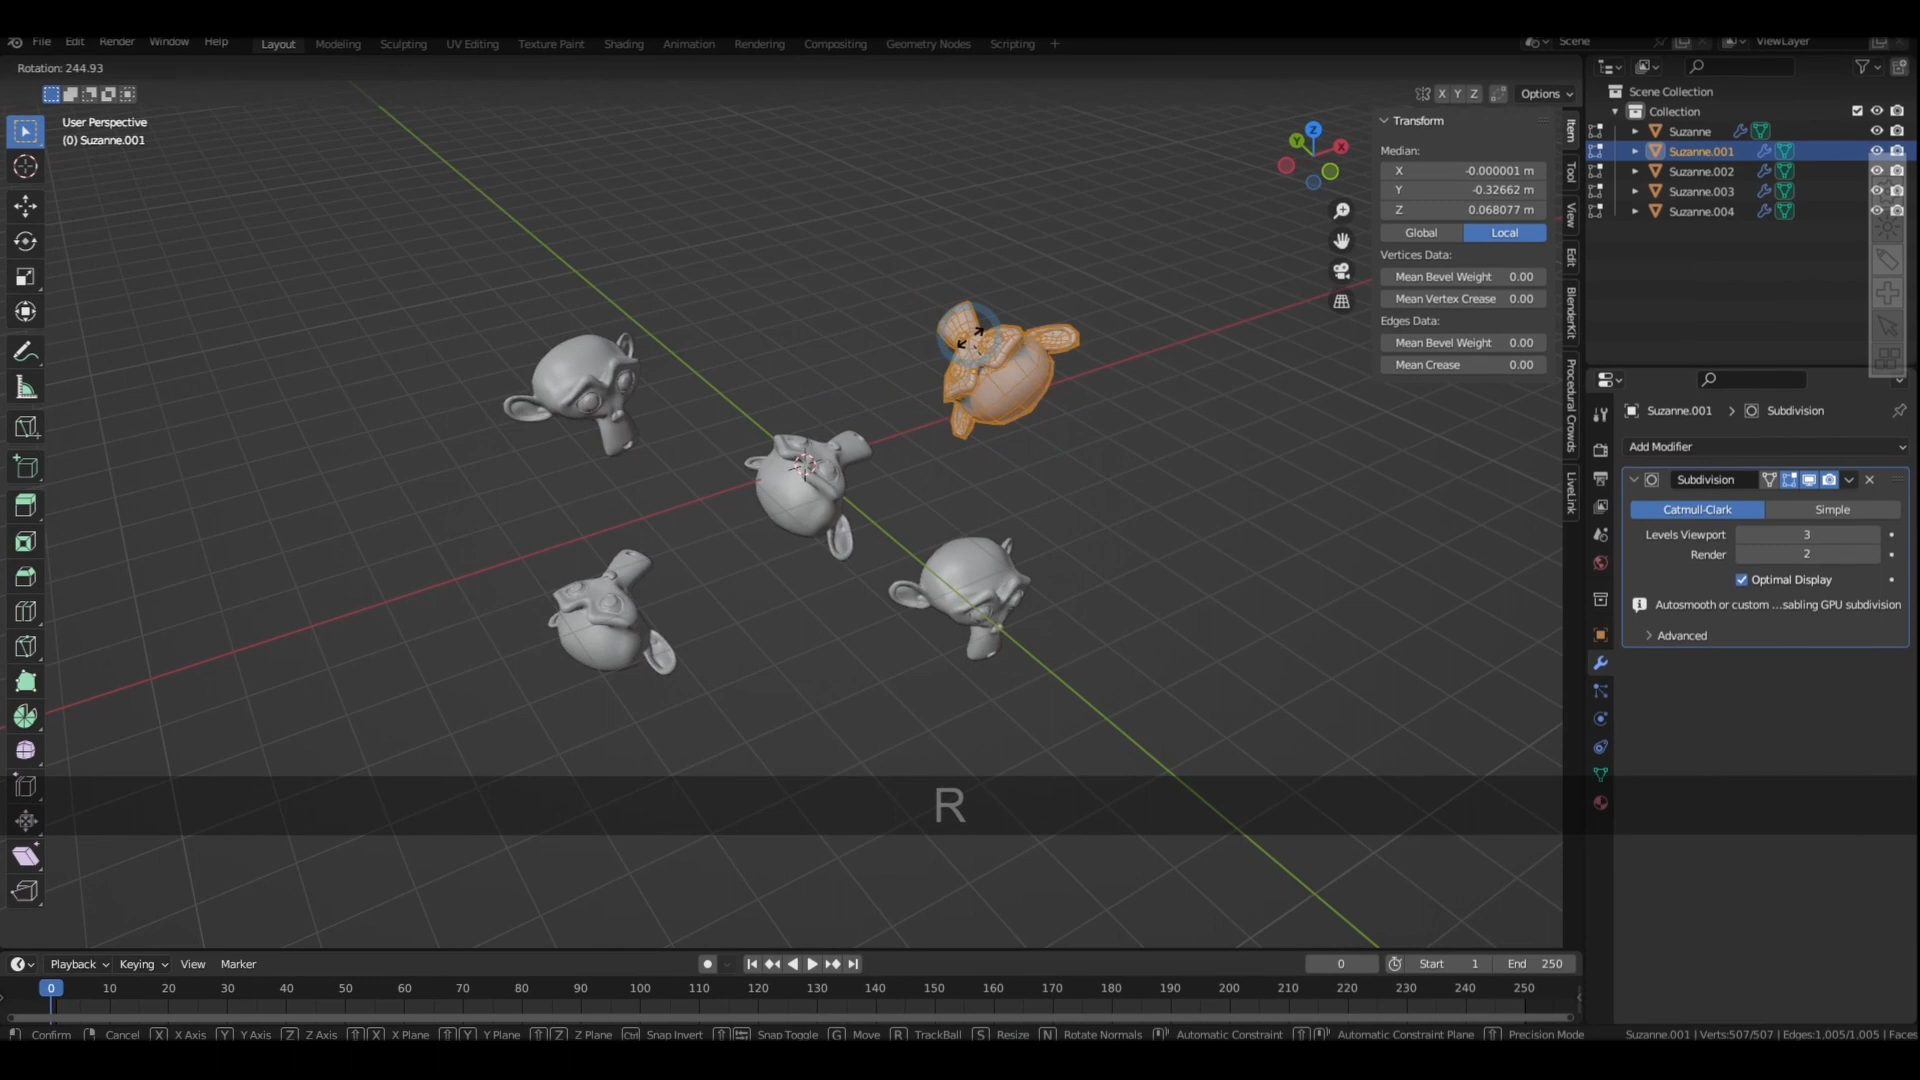 File Edit Render Window Help Layout Modeling Sculpting UV Editing Texture Paint Shading Animation Rendering Compositing Geometry Nodes Scripting + Scene ViewLayer
Rotation: 244.93
X Y Z Options
User Perspective
(0) Suzanne.001
Z
Y
X
Transform
Median:
X -0.000001 m
Y -0.32662 m
Z 0.068077 m
Global Local
Vertices Data:
Mean Bevel Weight 0.00
Mean Vertex Crease 0.00
Edges Data:
Mean Bevel Weight 0.00
Mean Crease 0.00
Item
Tool
View
Edit
BlenderKit
Procedural Crowds
LiveLink
Scene Collection
Collection
Suzanne
Suzanne.001
Suzanne.002
Suzanne.003
Suzanne.004
Suzanne.001 > Subdivision
Add Modifier
Subdivision
Catmull-Clark Simple
Levels Viewport 3
Render 2
Optimal Display
Autosmooth or custom ...sabling GPU subdivision
Advanced
R
Playback Keying View Marker 0 Start 1 End 250
0 10 20 30 40 50 60 70 80 90 100 110 120 130 140 150 160 170 180 190 200 210 220 230 240 250
Confirm Cancel X X Axis Y Y Axis Z Z Axis X X Plane Y Y Plane Z Z Plane Ctrl Snap Invert Snap Toggle G Move R TrackBall S Resize N Rotate Normals Automatic Constraint Automatic Constraint Plane Precision Mode Suzanne.001 | Verts:507/507 | Edges:1,005/1,005 | Faces